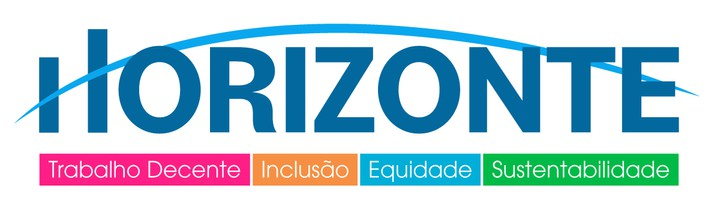 HORIZONTE
Trabalho Decente Inclusão Equidade Sustentabilidade